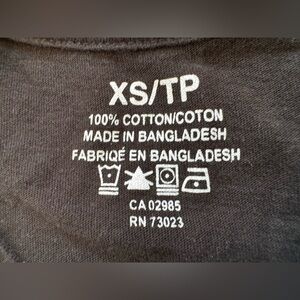 XS/TP
100% COTTON/COTON
MADE IN BANGLADESH
FABRIQÉ EN BANGLADESH
CA 02985
RN 73023